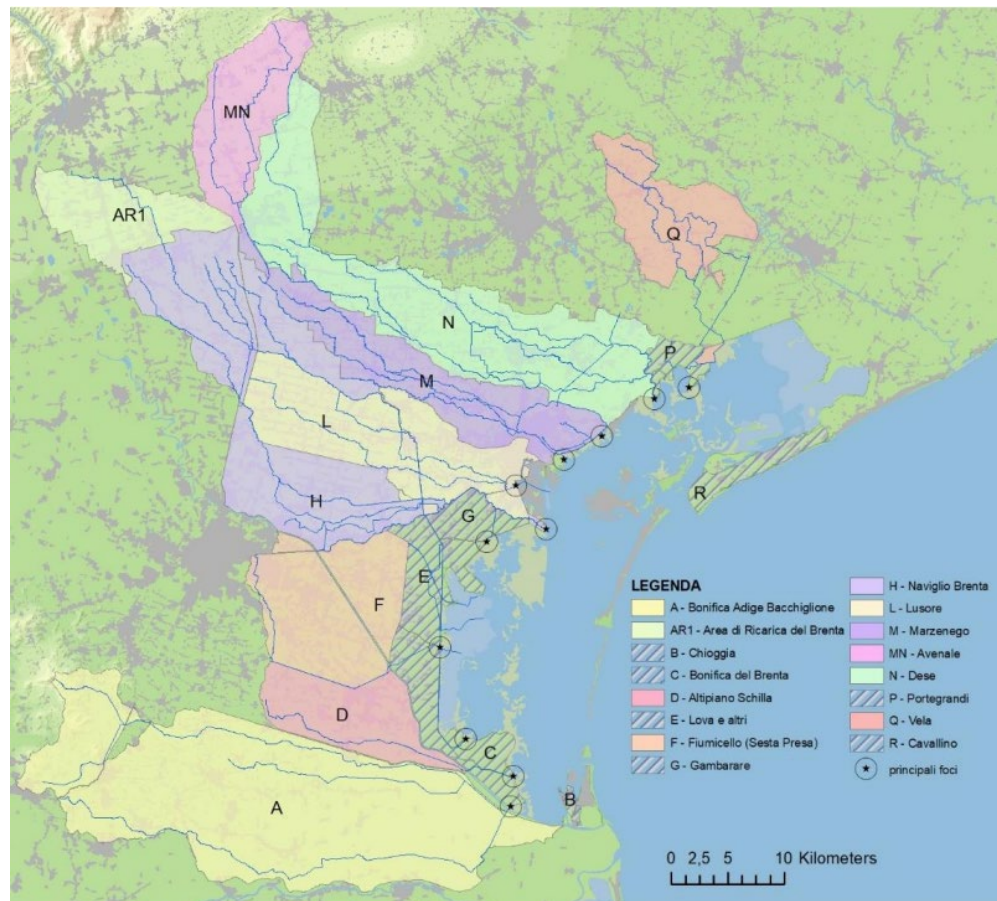 MN
AR1
Q
N
P
M
L
R
H
G
E
F
D
C
B
A
LEGENDA
A - Bonifica Adige Bacchiglione
AR1 - Area di Ricarica del Brenta
B - Chioggia
C - Bonifica del Brenta
D - Altipiano Schilla
E - Lova e altri
F - Fiumicello (Sesta Presa)
G - Gambarare
H - Naviglio Brenta
L - Lusore
M - Marzenego
MN - Avenale
N - Dese
P - Portegrandi
Q - Vela
R - Cavallino
principali foci
0 2,5 5 10 Kilometers